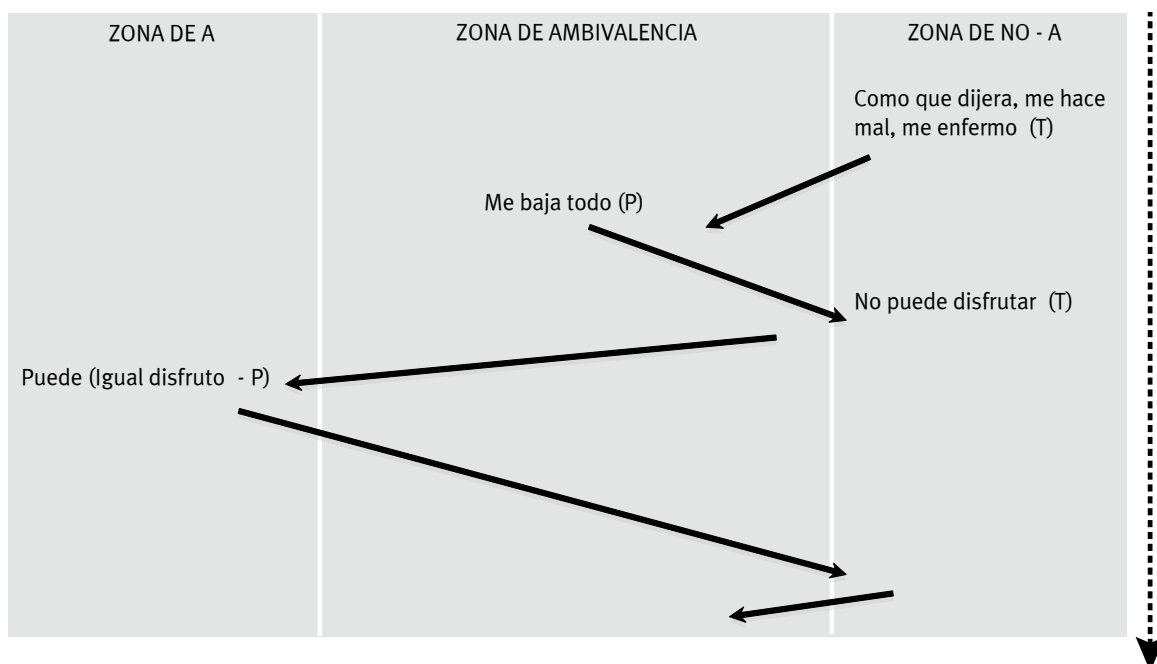 ZONA DE A
ZONA DE AMBIVALENCIA
ZONA DE NO - A
Como que dijera, me hace
mal, me enfermo (T)
Me baja todo (P)
No puede disfrutar (T)
Puede (Igual disfruto - P)